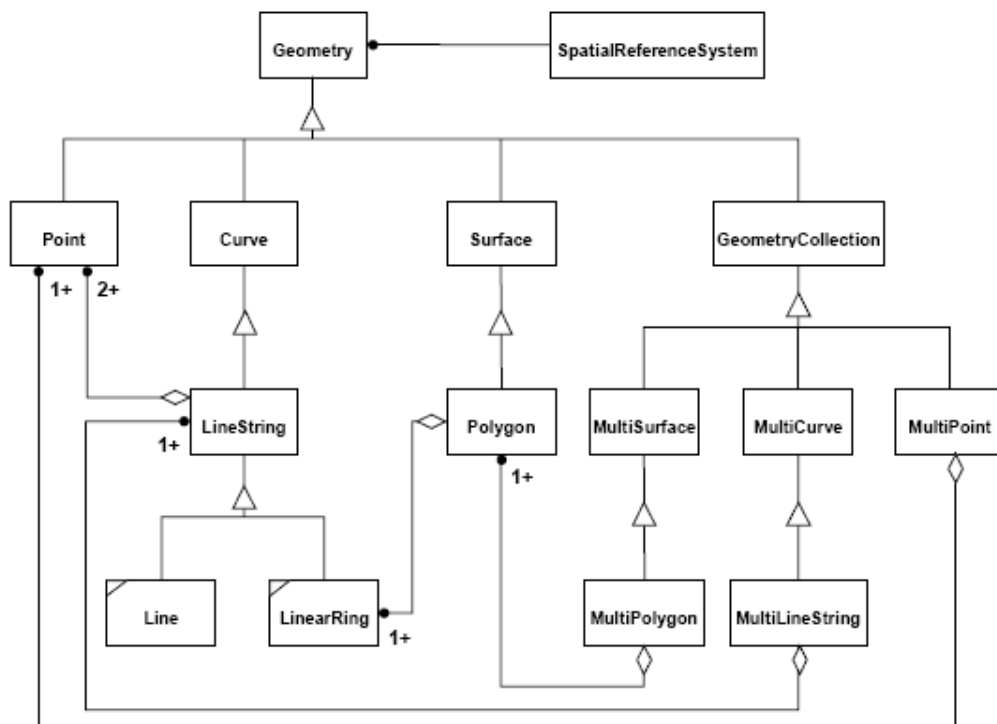 Geometry
SpatialReferenceSystem
Point
Curve
Surface
GeometryCollection
1+
2+
LineString
1+
Polygon
1+
MultiSurface
MultiCurve
MultiPoint
Line
LinearRing
1+
MultiPolygon
MultiLineString